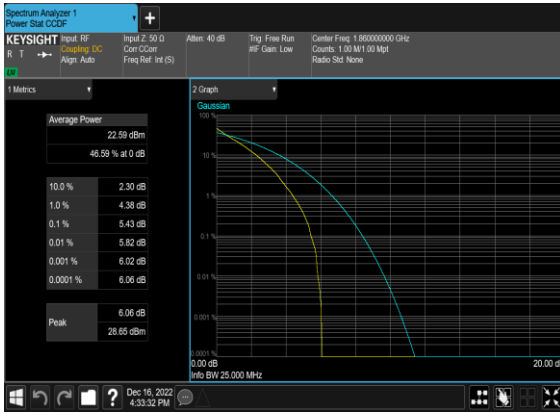 Spectrum Analyzer 1
Power Stat CCDF
KEYSIGHT
R T
LW
Input: RF
Coupling: DC
Align: Auto
Input Z: 50 Ω
Corr CCorr
Freq Ref: Int (S)
Atten: 40 dB
Trig: Free Run
#IF Gain: Low
Center Freq: 1.860000000 GHz
Counts: 1.00 M/1.00 Mpt
Radio Std: None
1 Metrics
Average Power
22.59 dBm
46.59 % at 0 dB
10.0 % 2.30 dB
1.0 % 4.38 dB
0.1 % 5.43 dB
0.01 % 5.82 dB
0.001 % 6.02 dB
0.0001 % 6.06 dB
Peak
6.06 dB
28.65 dBm
2 Graph
Gaussian
100 %
10 %
1 %
0.1 %
0.01 %
0.001 %
0.0001 %
0.00 dB
20.00 d
Info BW 25.000 MHz
?
Dec 16, 2022
4:33:32 PM